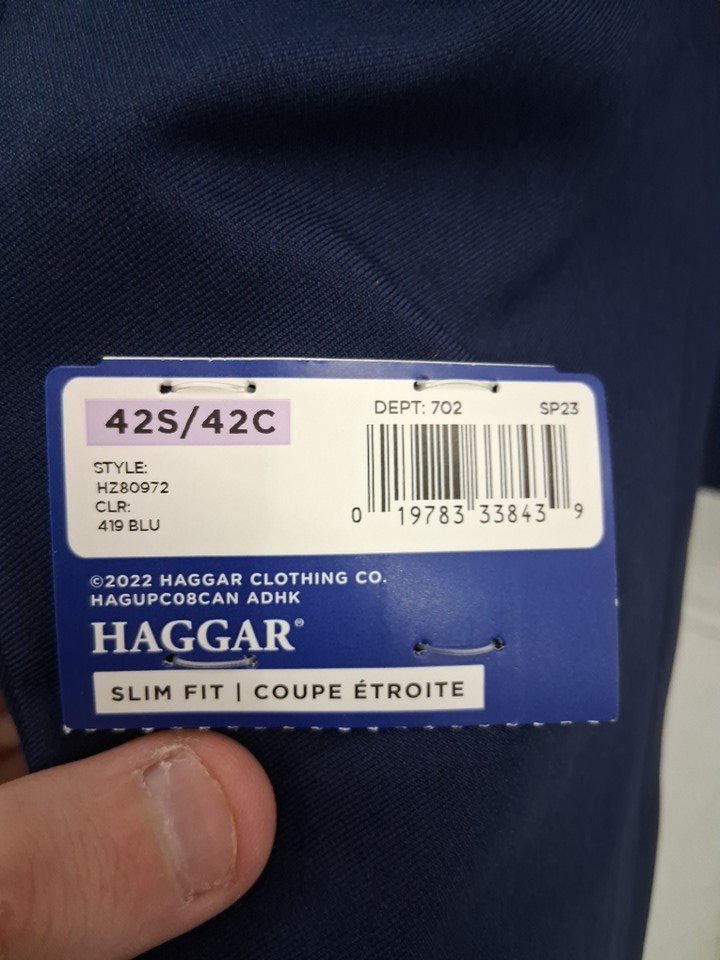 42S/42C
DEPT: 702
SP23
STYLE:
HZ80972
CLR:
419 BLU
0 19783 33843 9
©2022 HAGGAR CLOTHING CO.
HAGUPC08CAN ADHK
HAGGAR®
SLIM FIT | COUPE ÉTROITE